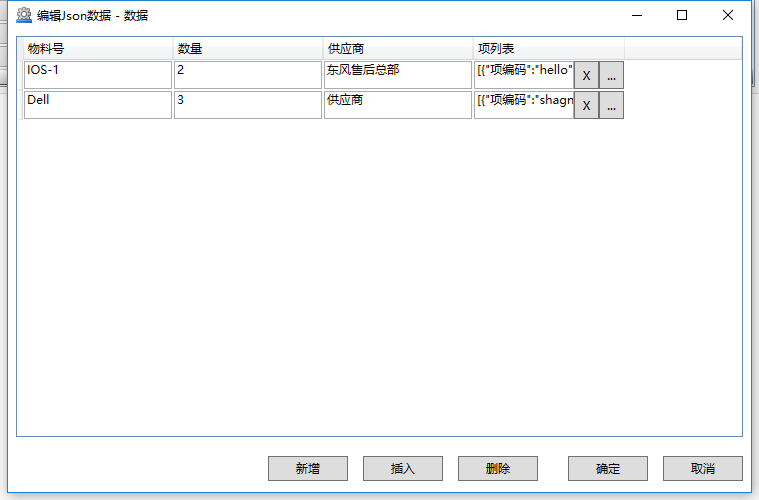 编辑Json数据 - 数据
物料号 数量 供应商 项列表
IOS-1 2 东风售后总部 [{"项编码":"hello" X ...
Dell 3 供应商 [{"项编码":"shagn X ...
新增 插入 删除 确定 取消